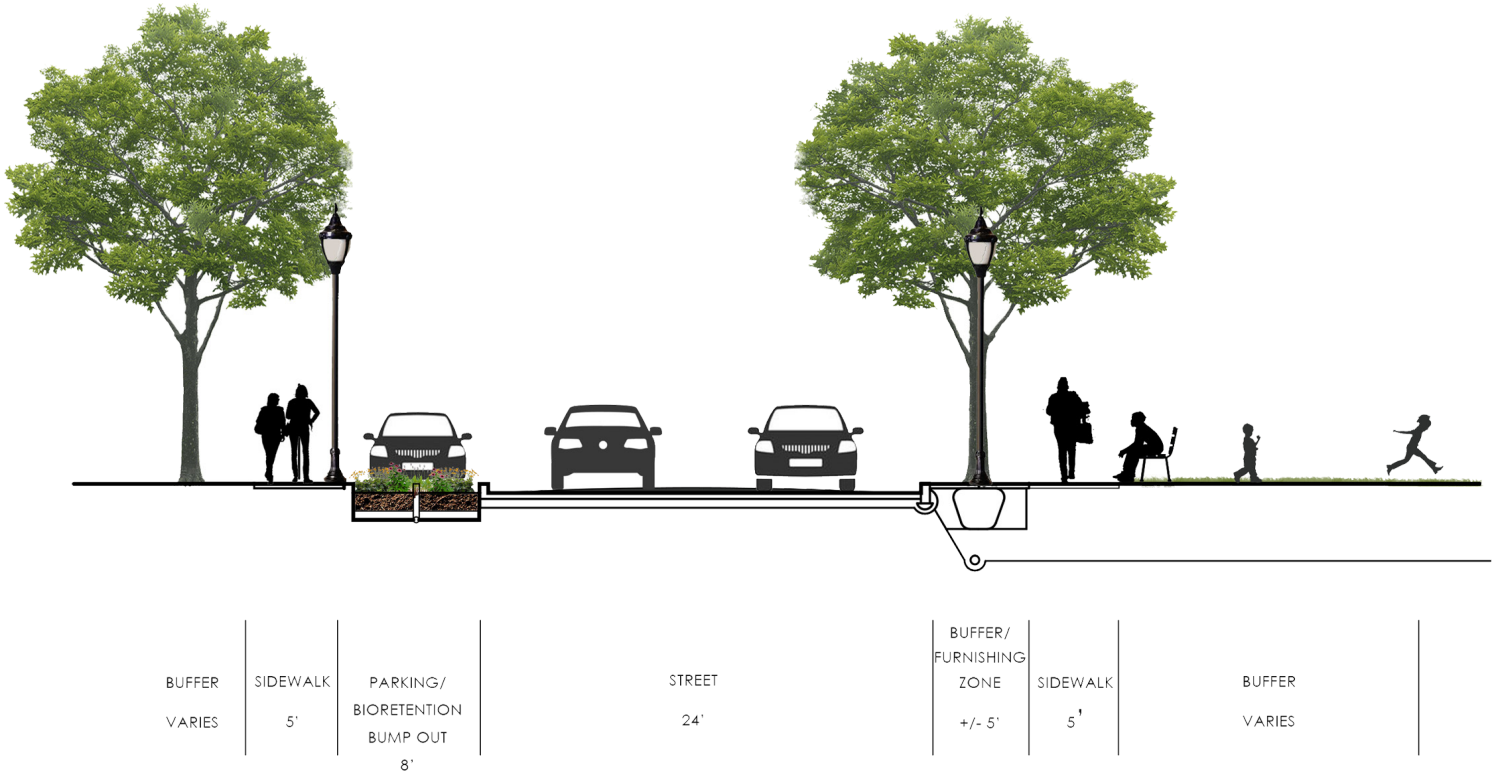 BUFFER
VARIES
SIDEWALK
5'
PARKING/
BIORETENTION
BUMP OUT
8'
STREET
24'
BUFFER/
FURNISHING
ZONE
+/- 5'
SIDEWALK
5'
BUFFER
VARIES